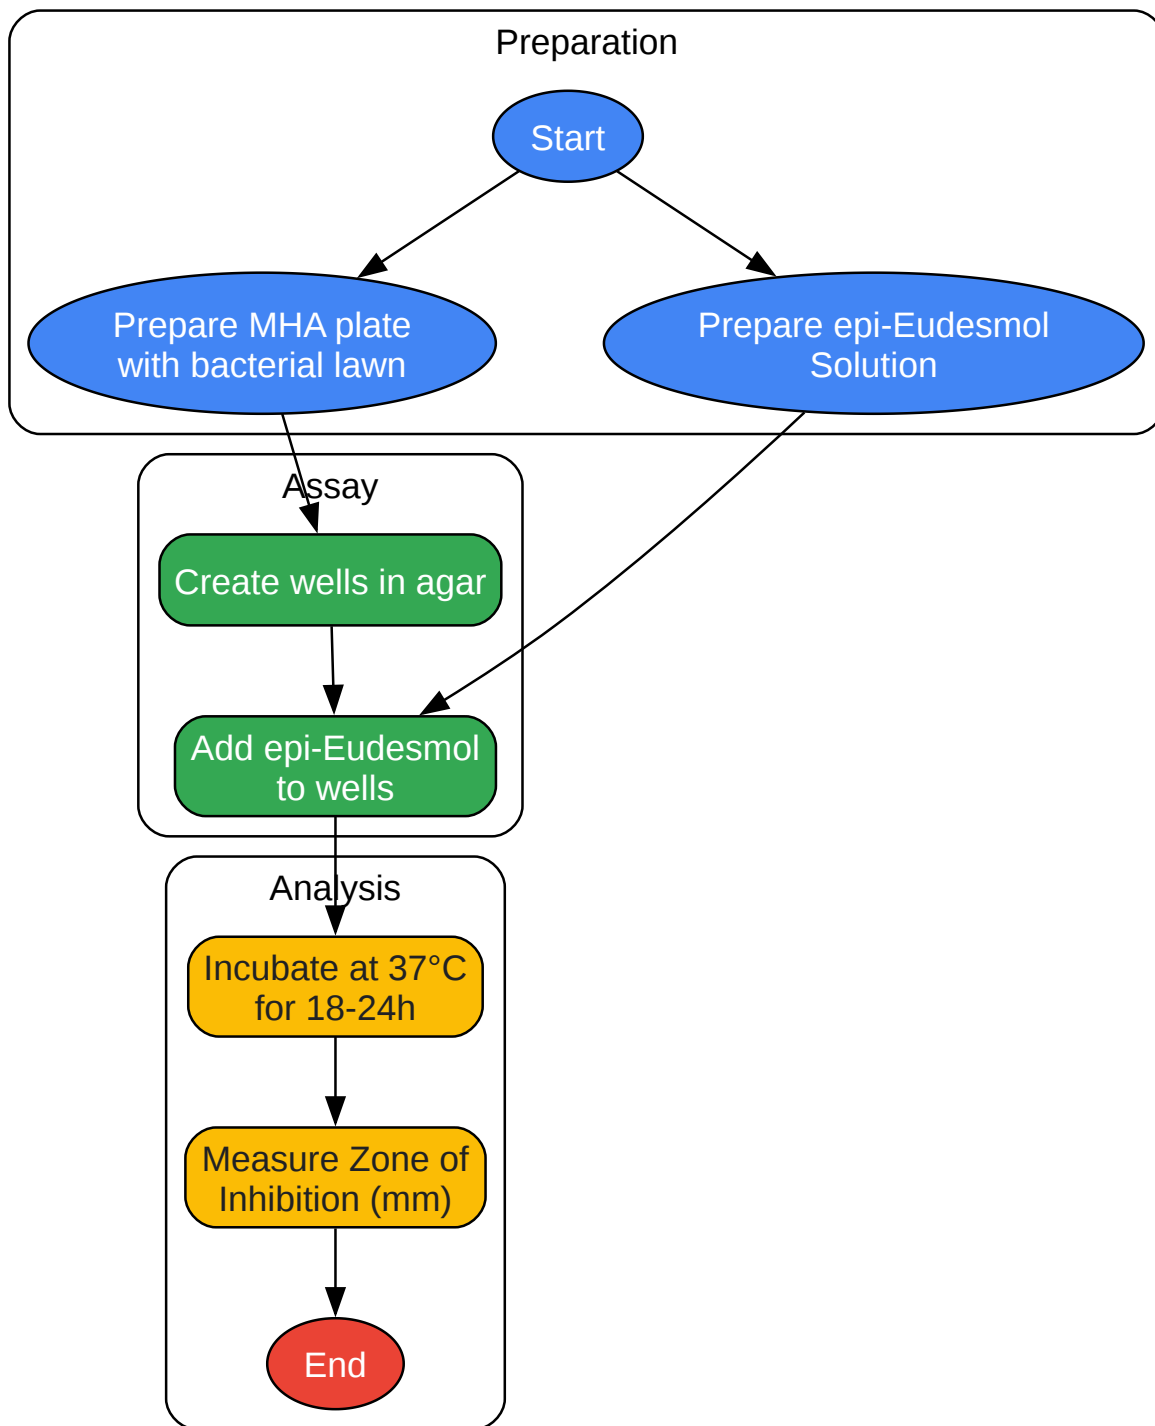 Preparation
Start
Prepare MHA plate
with bacterial lawn
Prepare epi-Eudesmol
Solution
Assay
Create wells in agar
Add epi-Eudesmol
to wells
Analysis
Incubate at 37°C
for 18-24h
Measure Zone of
Inhibition (mm)
End